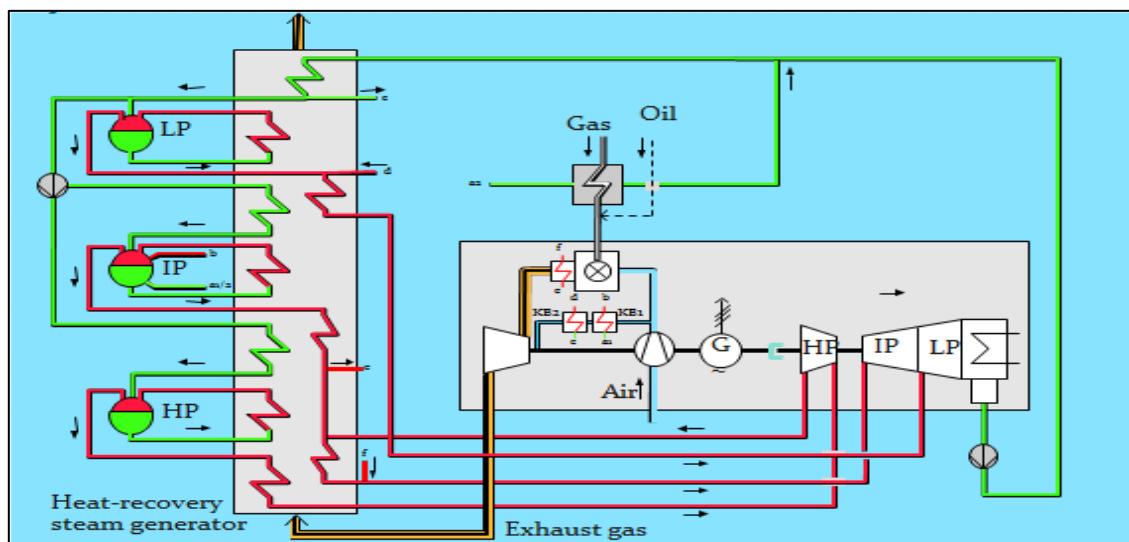 Oil
Gas
LP
IP
HP
b
d
f
KB2
KB1
G
~
HP
IP
LP
Air
Heat-recovery
steam generator
Exhaust gas